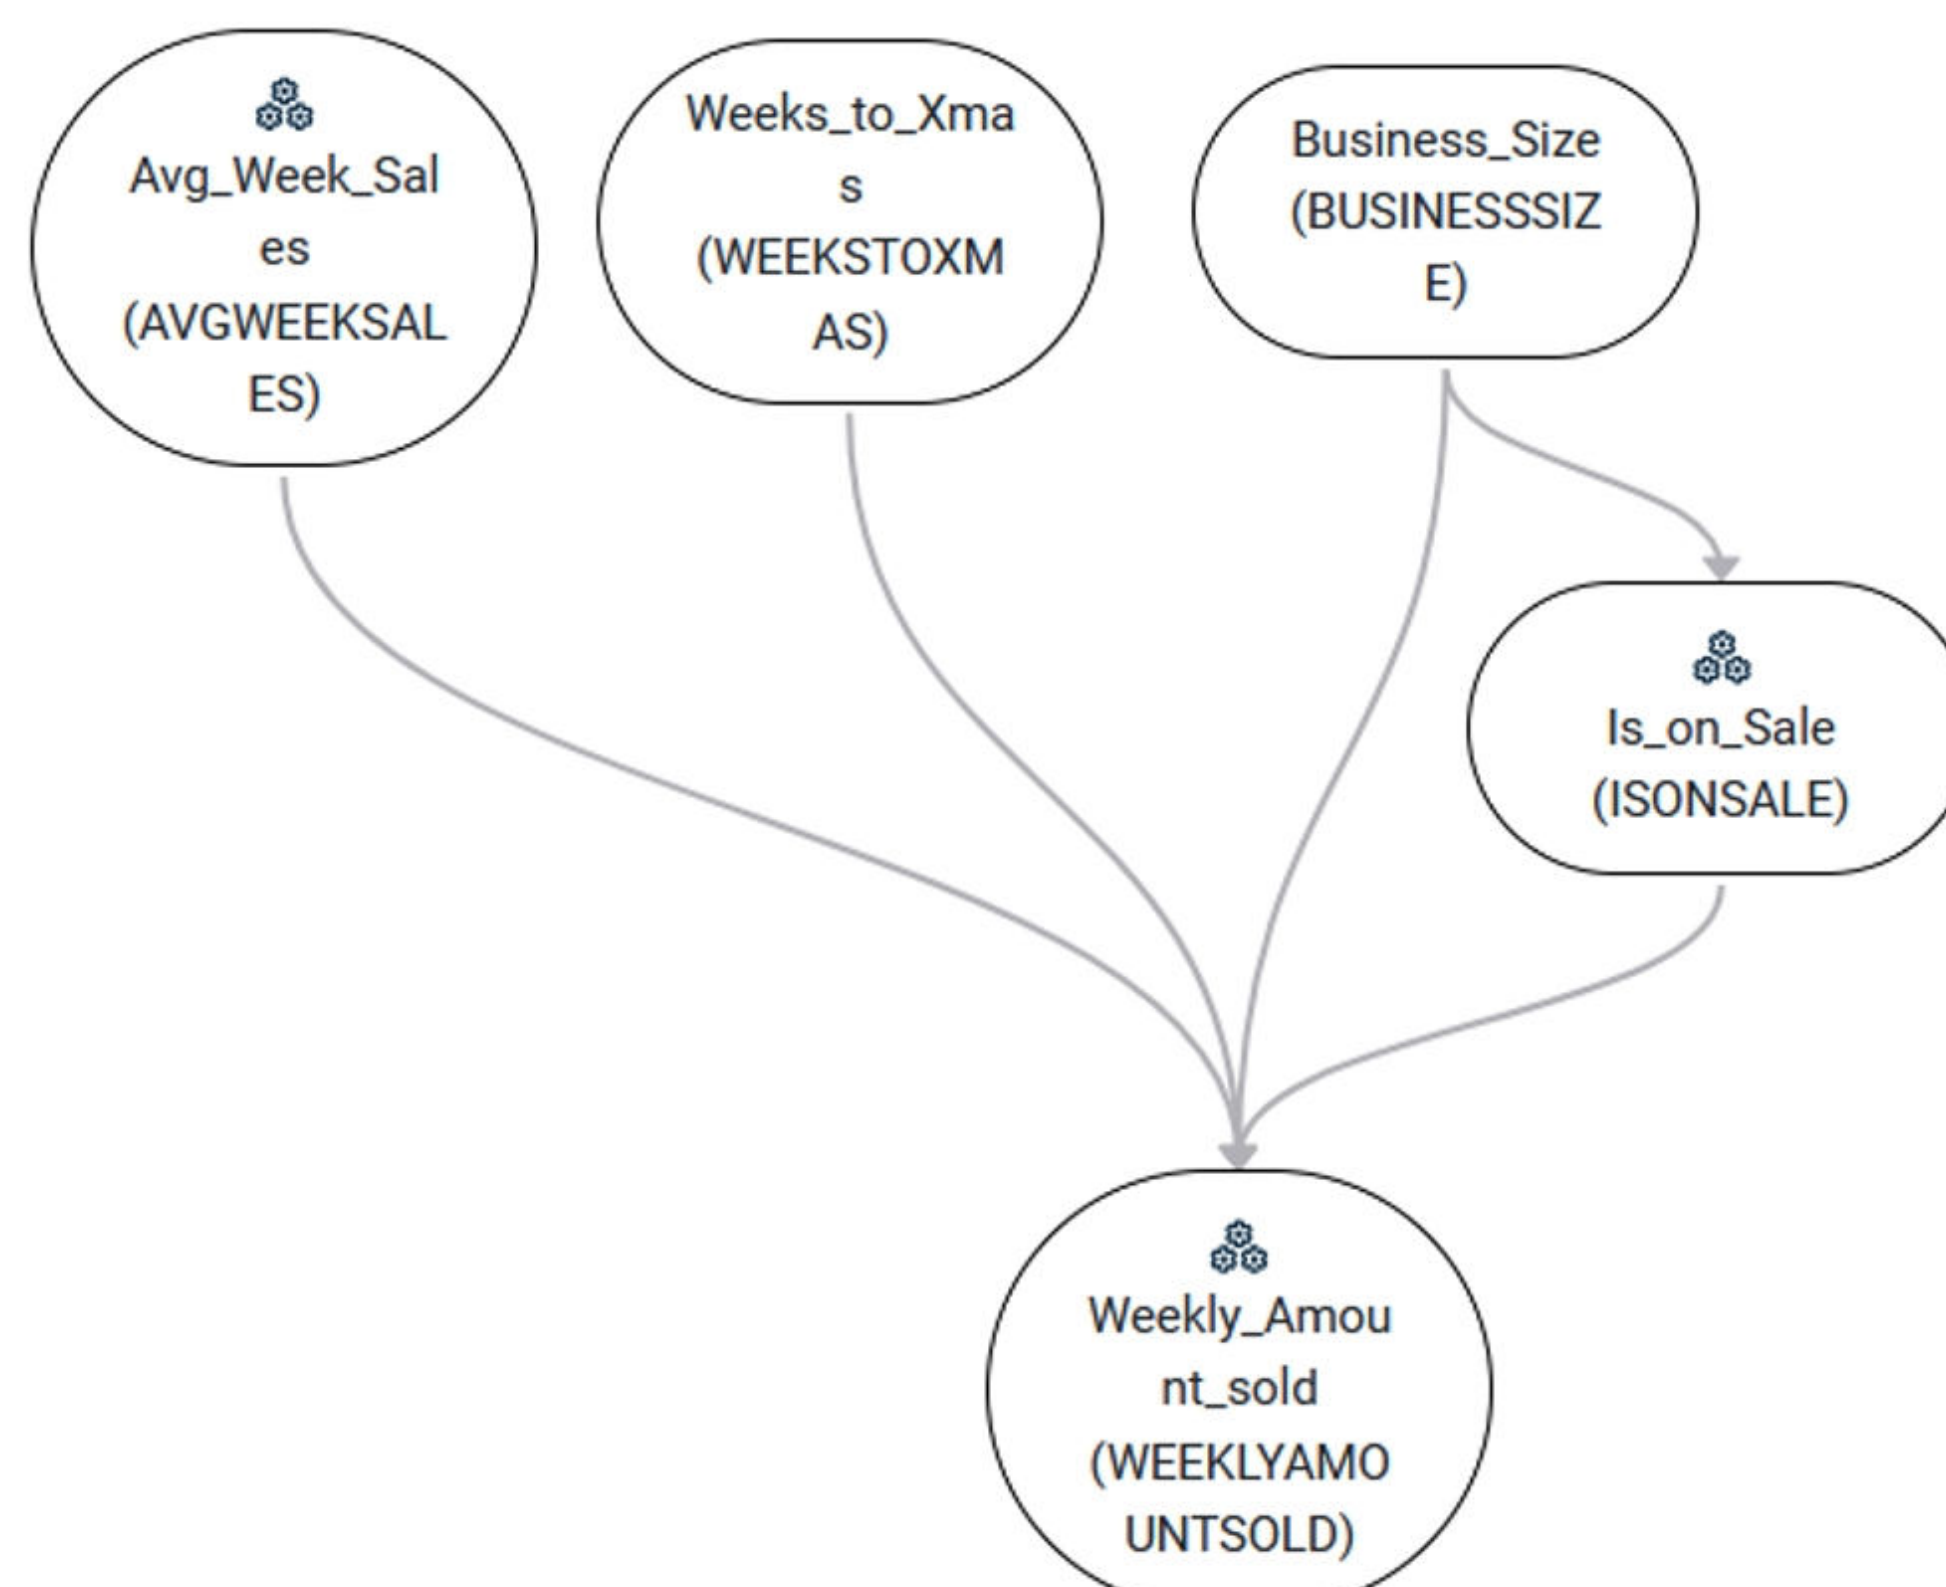 Avg_Week_Sal
es
(AVGWEEKSAL
ES)
Weeks_to_Xma
s
(WEEKSTOXM
AS)
Business_Size
(BUSINESSSIZ
E)
Is_on_Sale
(ISONSALE)
Weekly_Amou
nt_sold
(WEEKLYAMO
UNTSOLD)